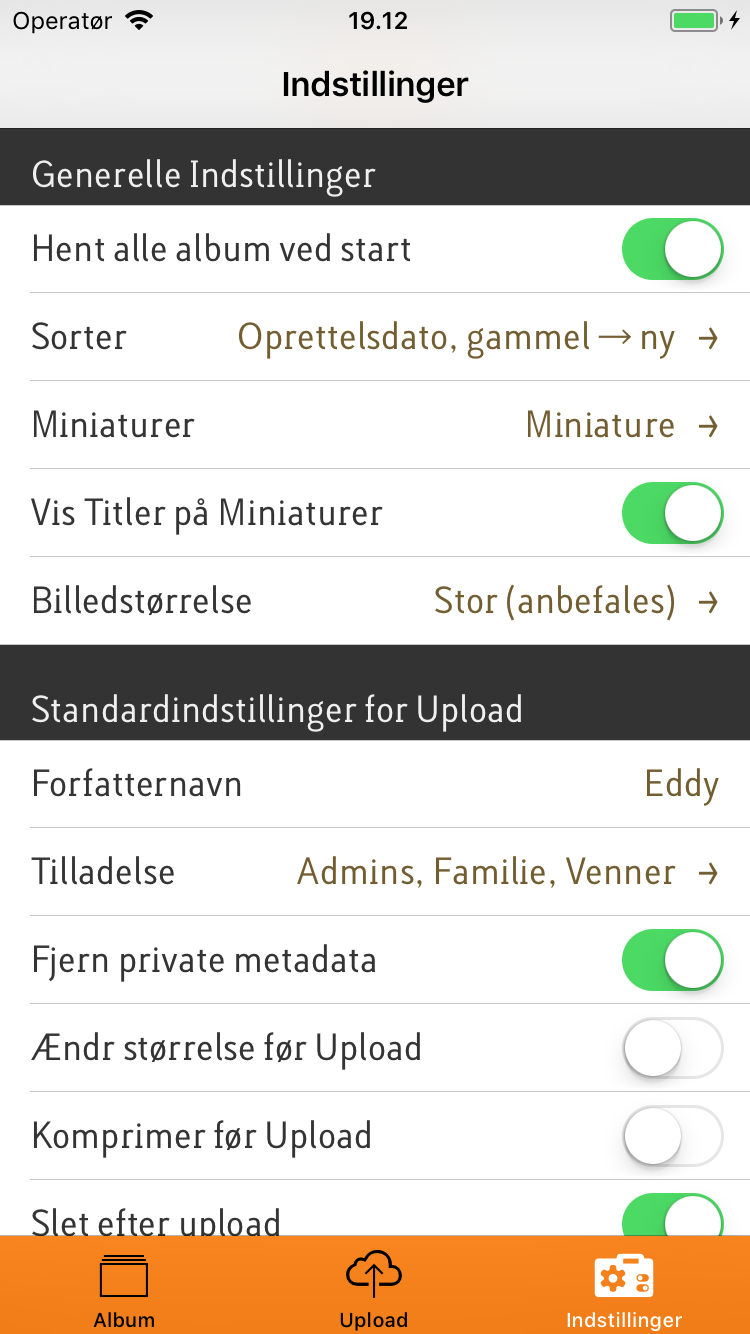 Operatør 19.12
Indstillinger
Generelle Indstillinger
Hent alle album ved start
Sorter Oprettelsdato, gammel → ny →
Miniaturer Miniature →
Vis Titler på Miniaturer
Billedstørrelse Stor (anbefales) →
Standardindstillinger for Upload
Forfatternavn Eddy
Tilladelse Admins, Familie, Venner →
Fjern private metadata
Ændr størrelse før Upload
Komprimer før Upload
Slet efter upload
Album Upload Indstillinger